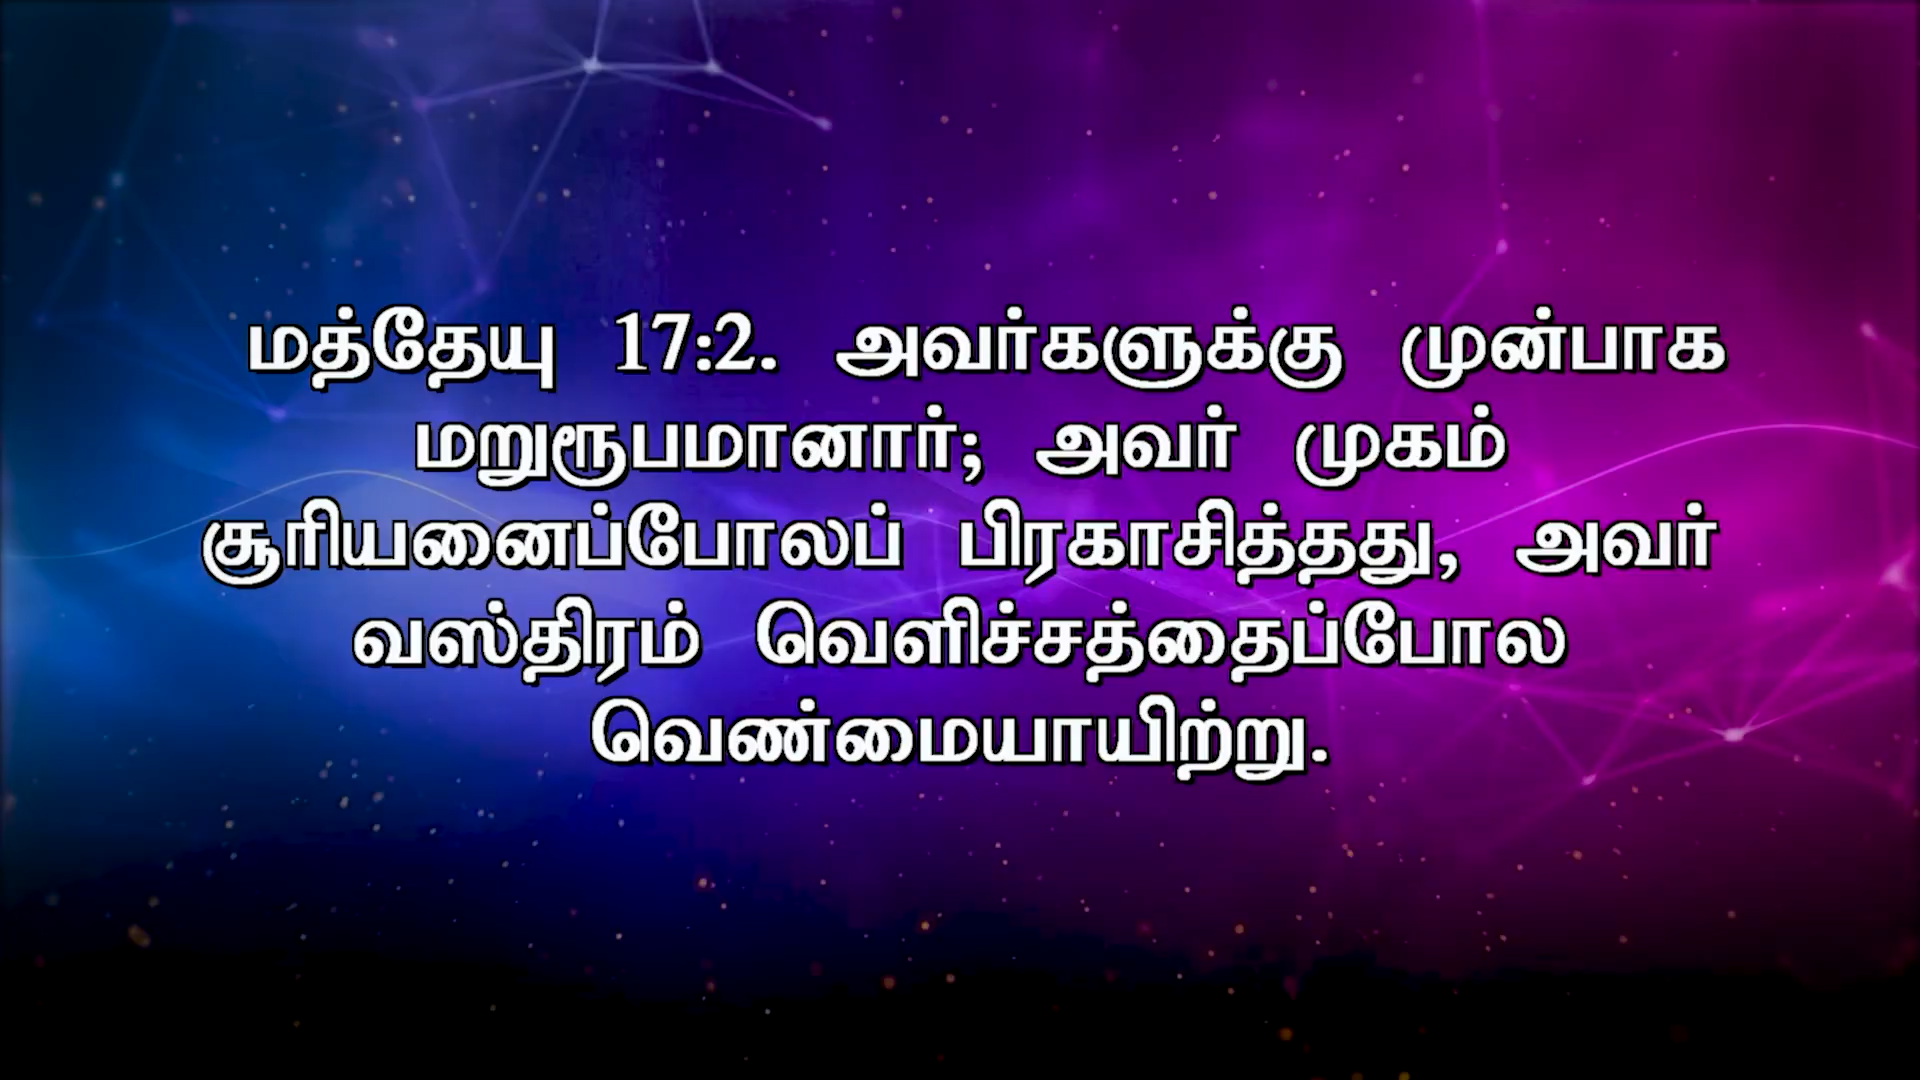 மத்தேயு 17:2. அவர்களுக்கு முன்பாக
மறுரூபமானார்; அவர் முகம்
சூரியனைப்போலப் பிரகாசித்தது, அவர்
வஸ்திரம் வெளிச்சத்தைப்போல
வெண்மையாயிற்று.